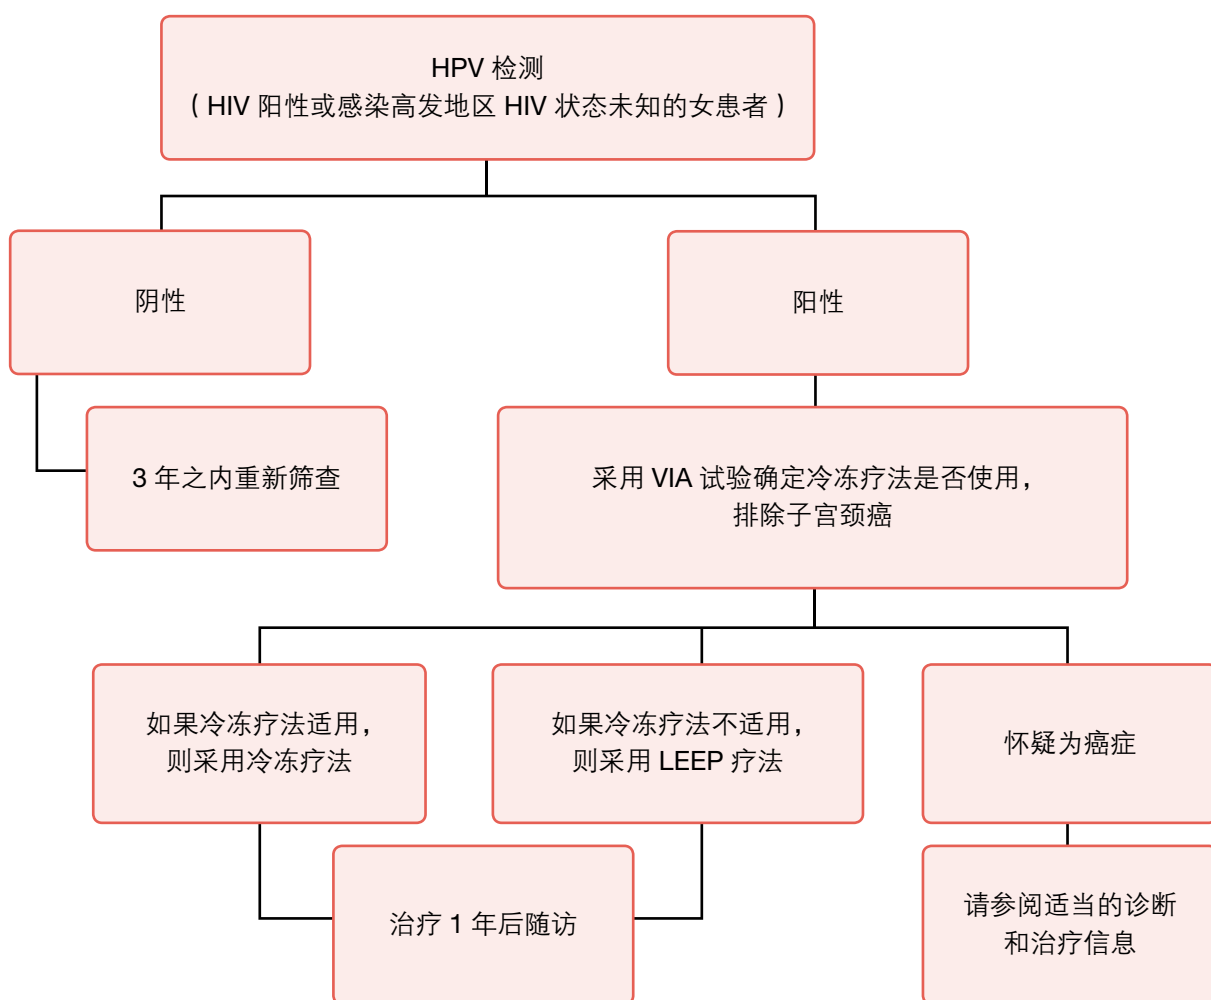 HPV 检测
（HIV 阳性或感染高发地区 HIV 状态未知的女患者）
阴性
阳性
3 年之内重新筛查
采用 VIA 试验确定冷冻疗法是否使用，
排除子宫颈癌
如果冷冻疗法适用，
则采用冷冻疗法
如果冷冻疗法不适用，
则采用 LEEP 疗法
怀疑为癌症
治疗 1 年后随访
请参阅适当的诊断
和治疗信息